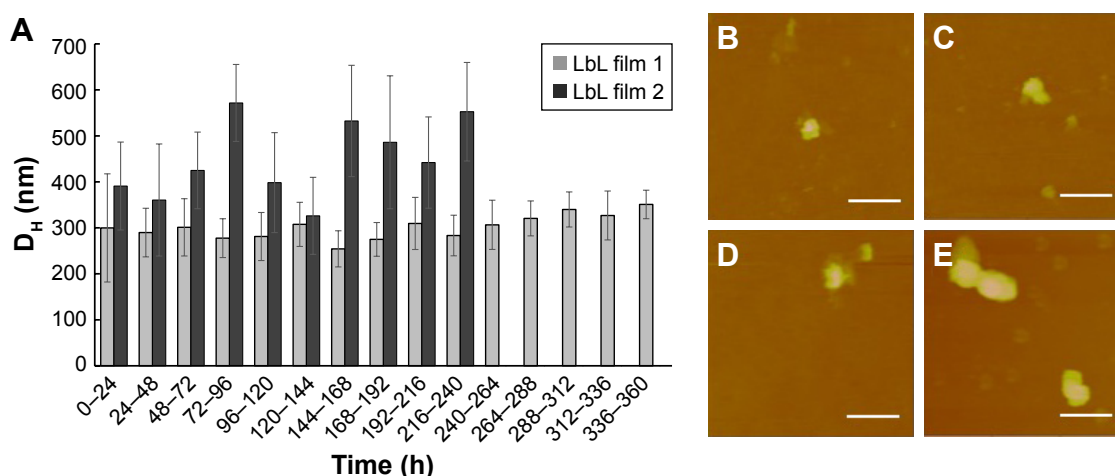 A
700
600
500
400
300
200
100
0
D_H (nm)
LbL film 1
LbL film 2
0–24
24–48
48–72
72–96
96–120
120–144
144–168
168–192
192–216
216–240
240–264
264–288
288–312
312–336
336–360
Time (h)
B
C
D
E